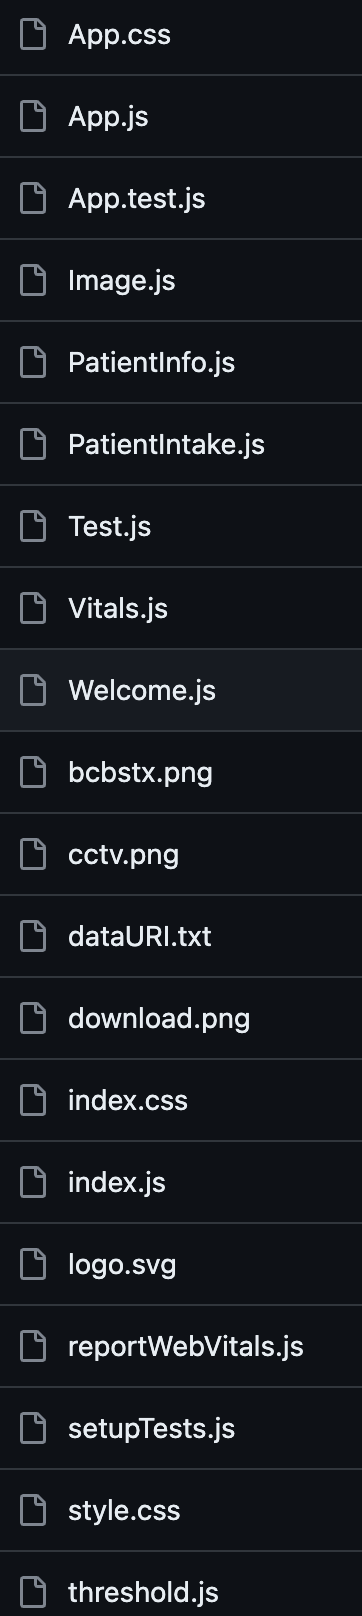 App.css
App.js
App.test.js
Image.js
PatientInfo.js
PatientIntake.js
Test.js
Vitals.js
Welcome.js
bcbstx.png
cctv.png
dataURI.txt
download.png
index.css
index.js
logo.svg
reportWebVitals.js
setupTests.js
style.css
threshold.js